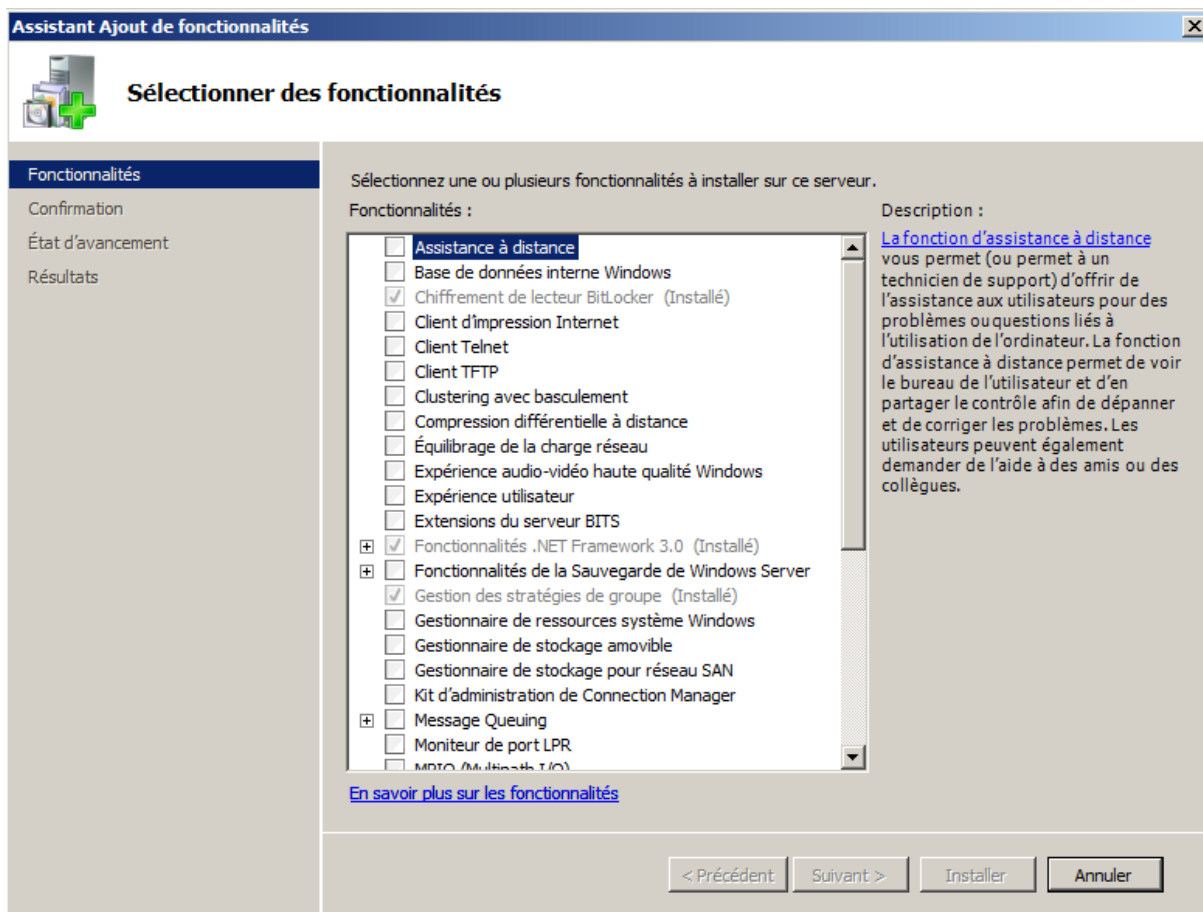 Assistant Ajout de fonctionnalités
Sélectionner des fonctionnalités
Fonctionnalités
Confirmation
État d'avancement
Résultats
Sélectionnez une ou plusieurs fonctionnalités à installer sur ce serveur.
Fonctionnalités :
Assistance à distance
Base de données interne Windows
Chiffrement de lecteur BitLocker (Installé)
Client d'impression Internet
Client Telnet
Client TFTP
Clustering avec basculement
Compression différentielle à distance
Équilibrage de la charge réseau
Expérience audio-vidéo haute qualité Windows
Expérience utilisateur
Extensions du serveur BITS
Fonctionnalités .NET Framework 3.0 (Installé)
Fonctionnalités de la Sauvegarde de Windows Server
Gestion des stratégies de groupe (Installé)
Gestionnaire de ressources système Windows
Gestionnaire de stockage amovible
Gestionnaire de stockage pour réseau SAN
Kit d'administration de Connection Manager
Message Queuing
Moniteur de port LPR
MPIO (Multipath I/O)
En savoir plus sur les fonctionnalités
Description :
La fonction d'assistance à distance
vous permet (ou permet à un
technicien de support) d'offrir de
l'assistance aux utilisateurs pour des
problèmes ou questions liés à
l'utilisation de l'ordinateur. La fonction
d'assistance à distance permet de voir
le bureau de l'utilisateur et d'en
partager le contrôle afin de dépanner
et de corriger les problèmes. Les
utilisateurs peuvent également
demander de l'aide à des amis ou des
collègues.
< Précédent
Suivant >
Installer
Annuler